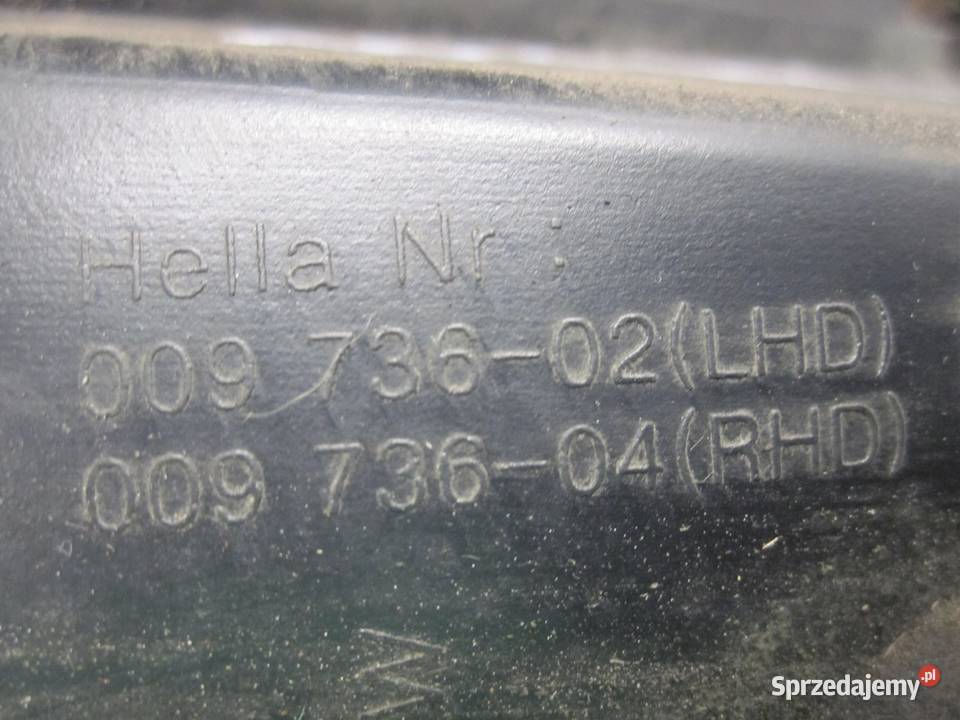 Hella Nr :
009 736-02(LHD)
009 736-04(RHD)
Sprzedajemy.pl